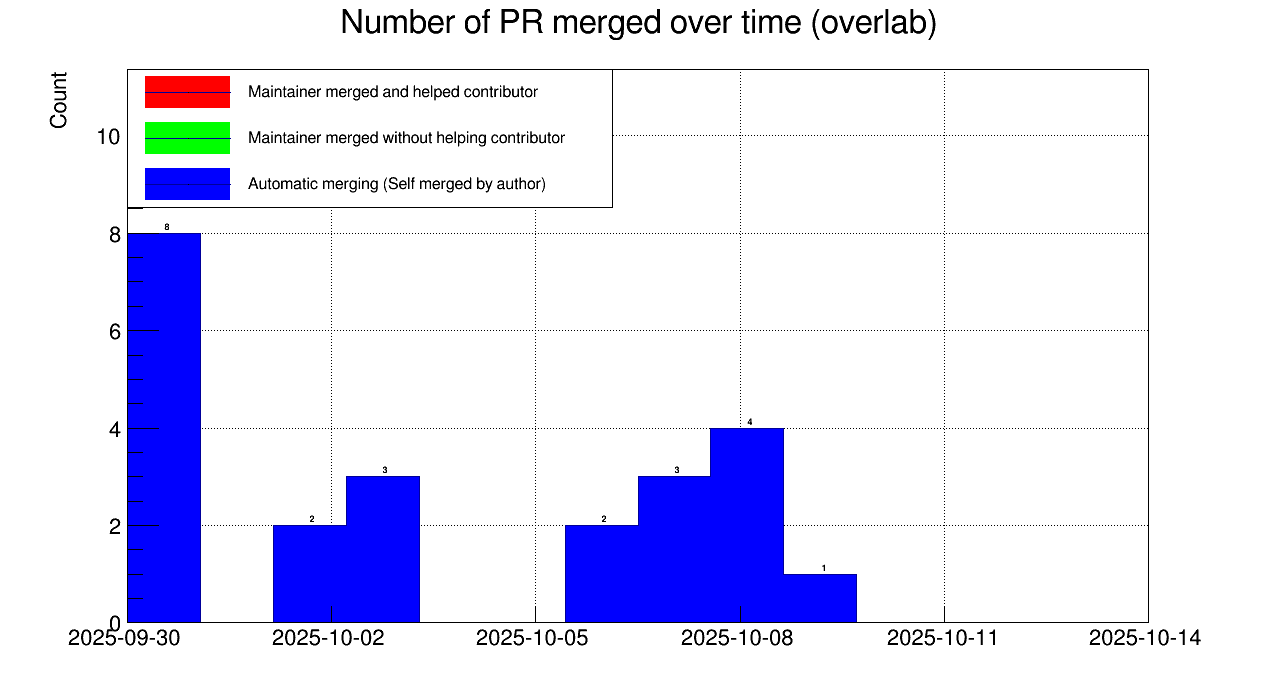 Number of PR merged over time (overlab)
Count
Maintainer merged and helped contributor
Maintainer merged without helping contributor
Automatic merging (Self merged by author)
10
8
6
4
2
0
8
2
3
2
3
4
1
2025-09-30 2025-10-02 2025-10-05 2025-10-08 2025-10-11 2025-10-14